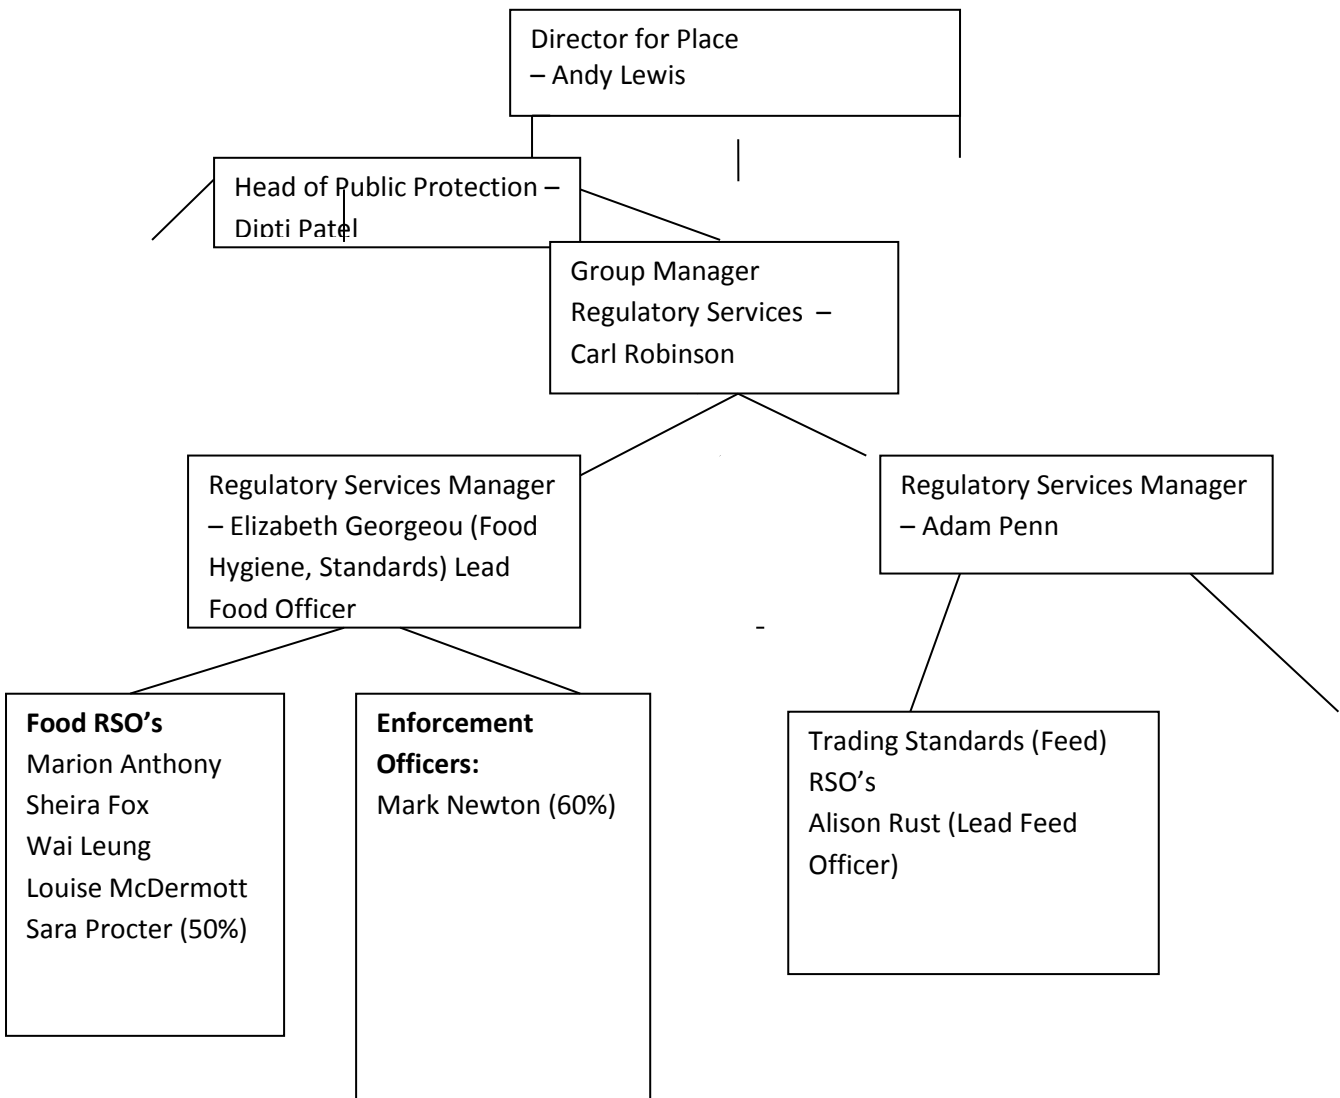 Director for Place
– Andy Lewis
Head of Public Protection –
Dipti Patel
Group Manager
Regulatory Services –
Carl Robinson
Regulatory Services Manager
– Elizabeth Georgeou (Food
Hygiene, Standards) Lead
Food Officer
Regulatory Services Manager
– Adam Penn
Food RSO’s
Marion Anthony
Sheira Fox
Wai Leung
Louise McDermott
Sara Procter (50%)
Enforcement
Officers:
Mark Newton (60%)
Trading Standards (Feed)
RSO’s
Alison Rust (Lead Feed
Officer)